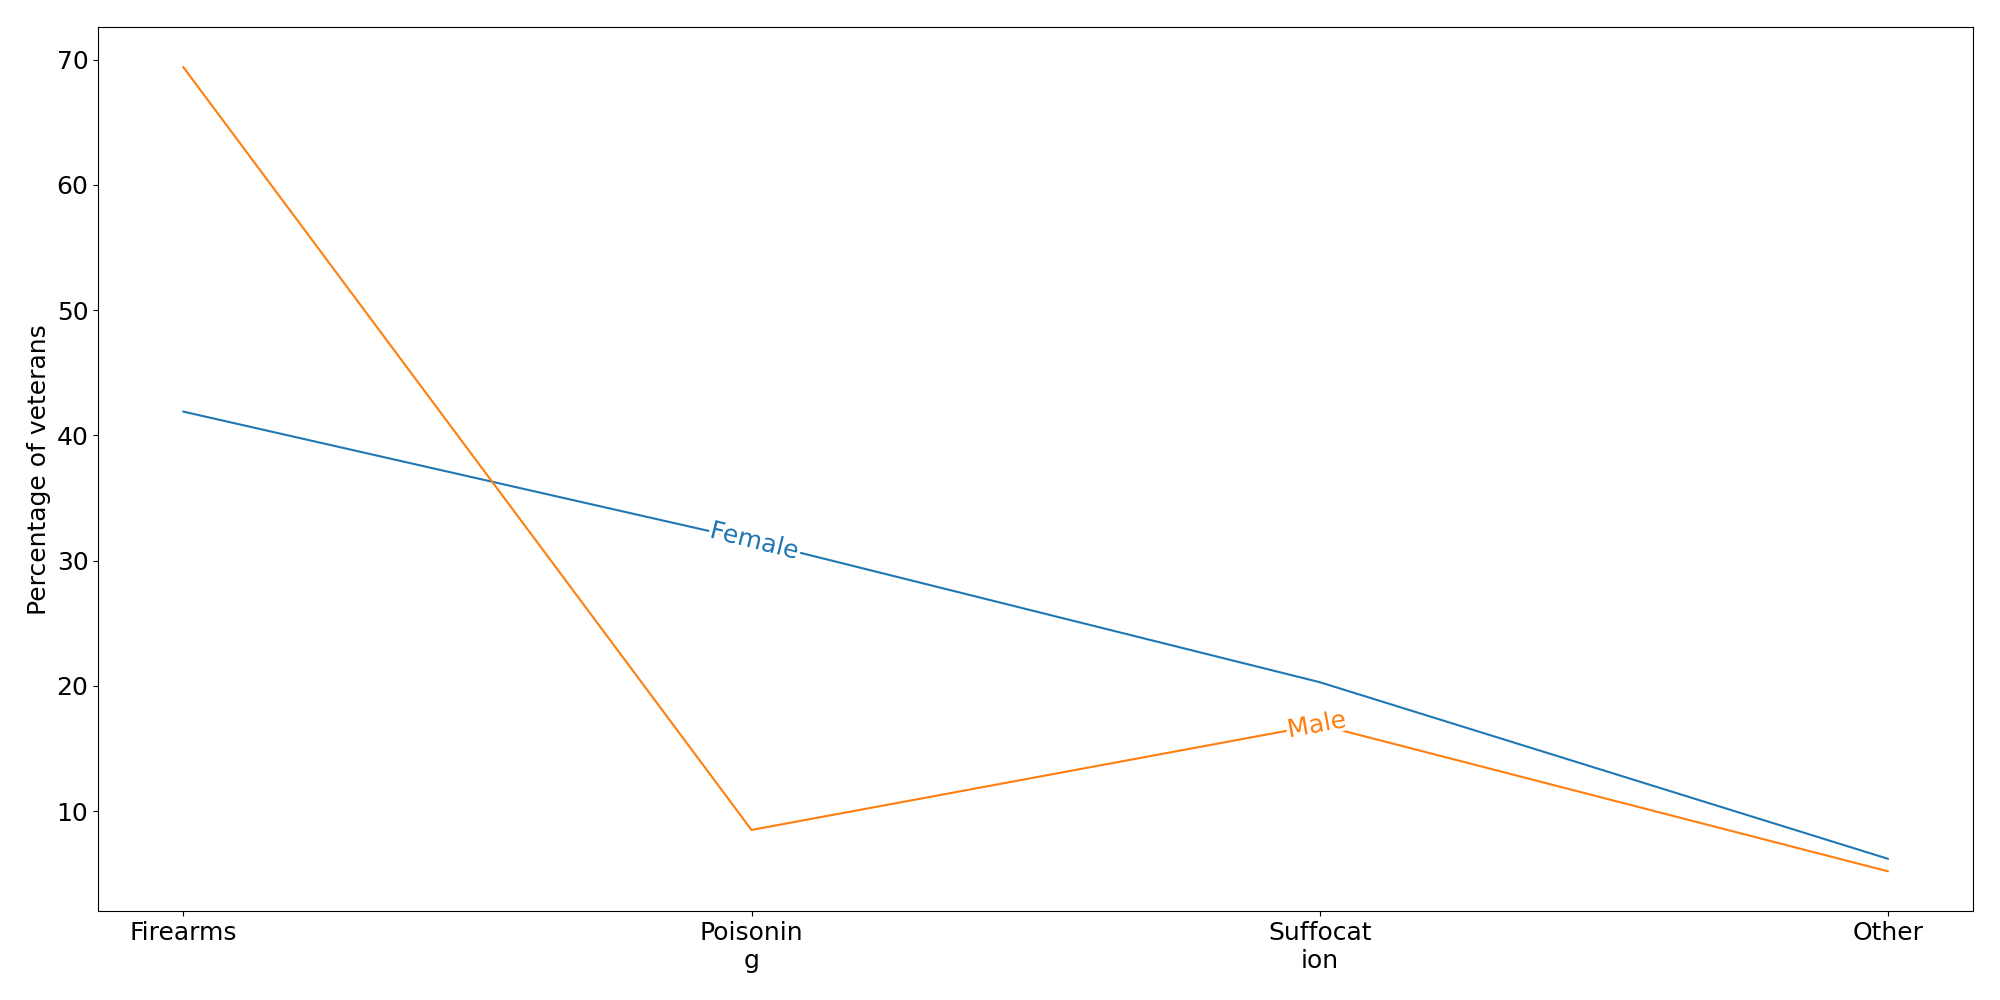 Percentage of veterans
70
60
50
40
30
20
10
Female
Male
Firearms
Poisonin
g
Suffocat
ion
Other